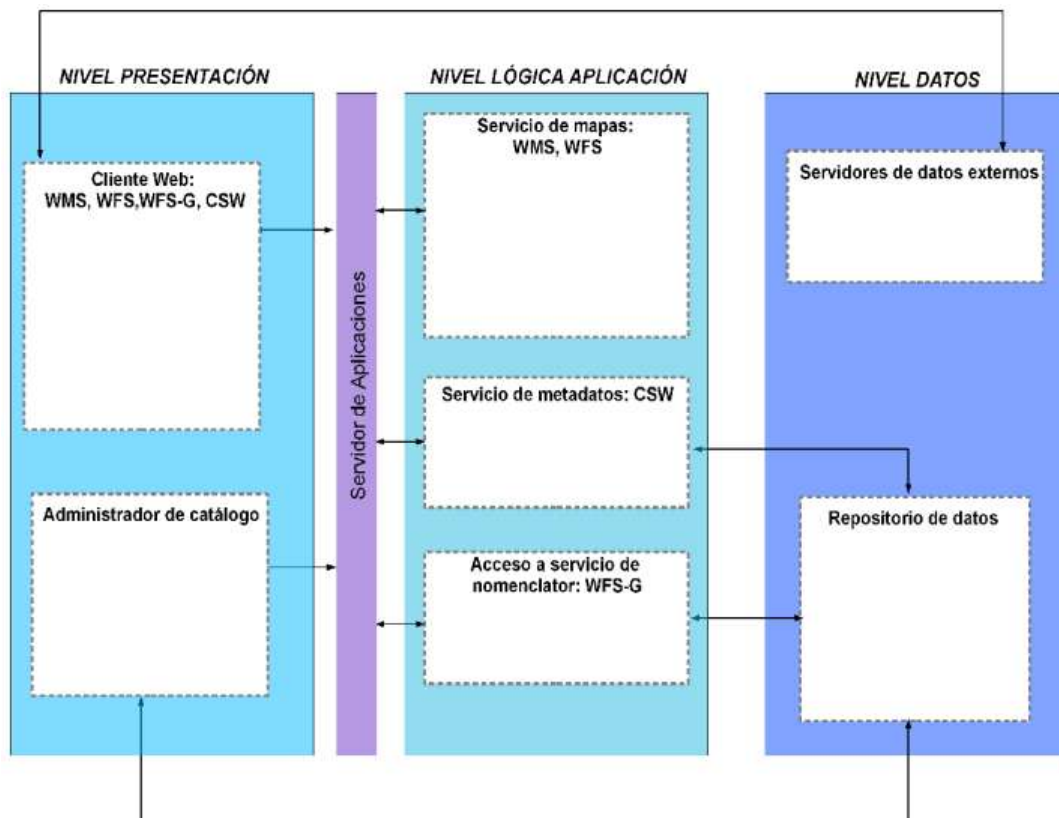 NIVEL PRESENTACIÓN
NIVEL LÓGICA APLICACIÓN
NIVEL DATOS
Cliente Web:
WMS, WFS,WFS-G, CSW
Administrador de catálogo
Servidor de Aplicaciones
Servicio de mapas:
WMS, WFS
Servicio de metadatos: CSW
Acceso a servicio de
nomenclator: WFS-G
Servidores de datos externos
Repositorio de datos